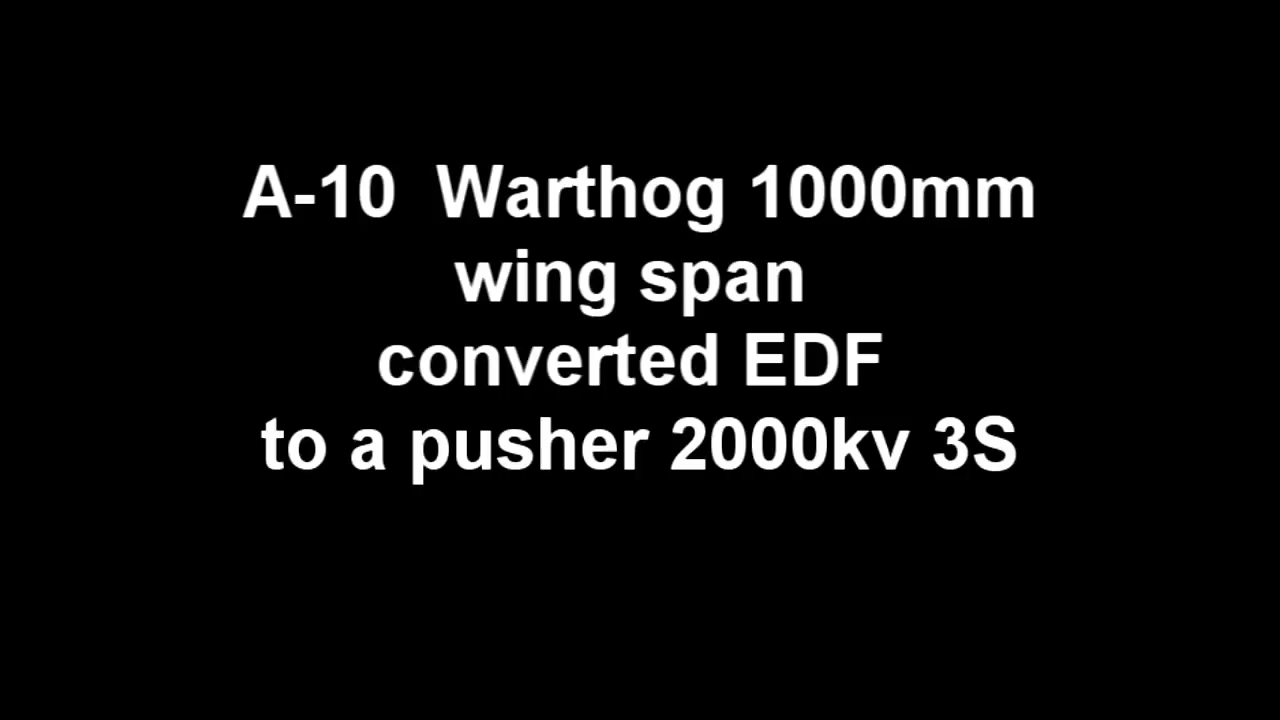 A-10  Warthog 1000mm
wing span
converted EDF
to a pusher 2000kv 3S